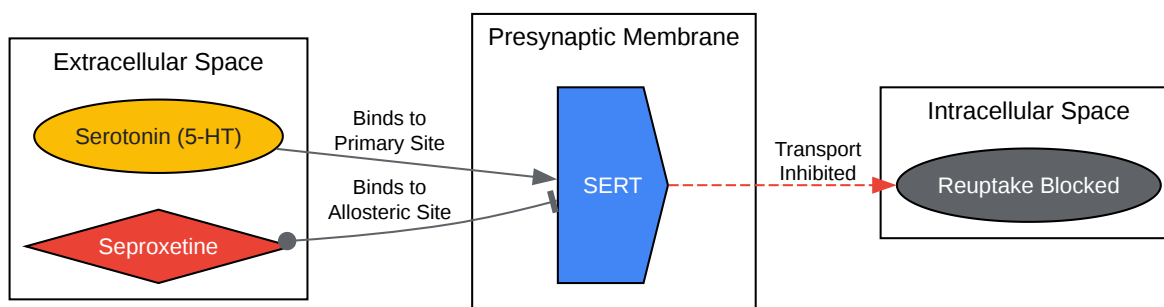 Extracellular Space
Serotonin (5-HT)
Seproxetine
Binds to
Primary Site
Binds to
Allosteric Site
Presynaptic Membrane
SERT
Transport
Inhibited
Intracellular Space
Reuptake Blocked